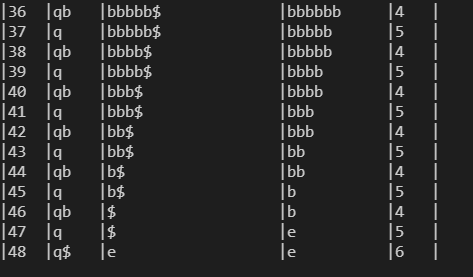 |36 |qb |bbbbb$ |bbbbbb |4 |
|37 |q |bbbbb$ |bbbbb |5 |
|38 |qb |bbbb$ |bbbbb |4 |
|39 |q |bbbb$ |bbbb |5 |
|40 |qb |bbb$ |bbbb |4 |
|41 |q |bbb$ |bbb |5 |
|42 |qb |bb$ |bbb |4 |
|43 |q |bb$ |bb |5 |
|44 |qb |b$ |bb |4 |
|45 |q |b$ |b |5 |
|46 |qb |$ |b |4 |
|47 |q |$ |e |5 |
|48 |q$ |e |e |6 |